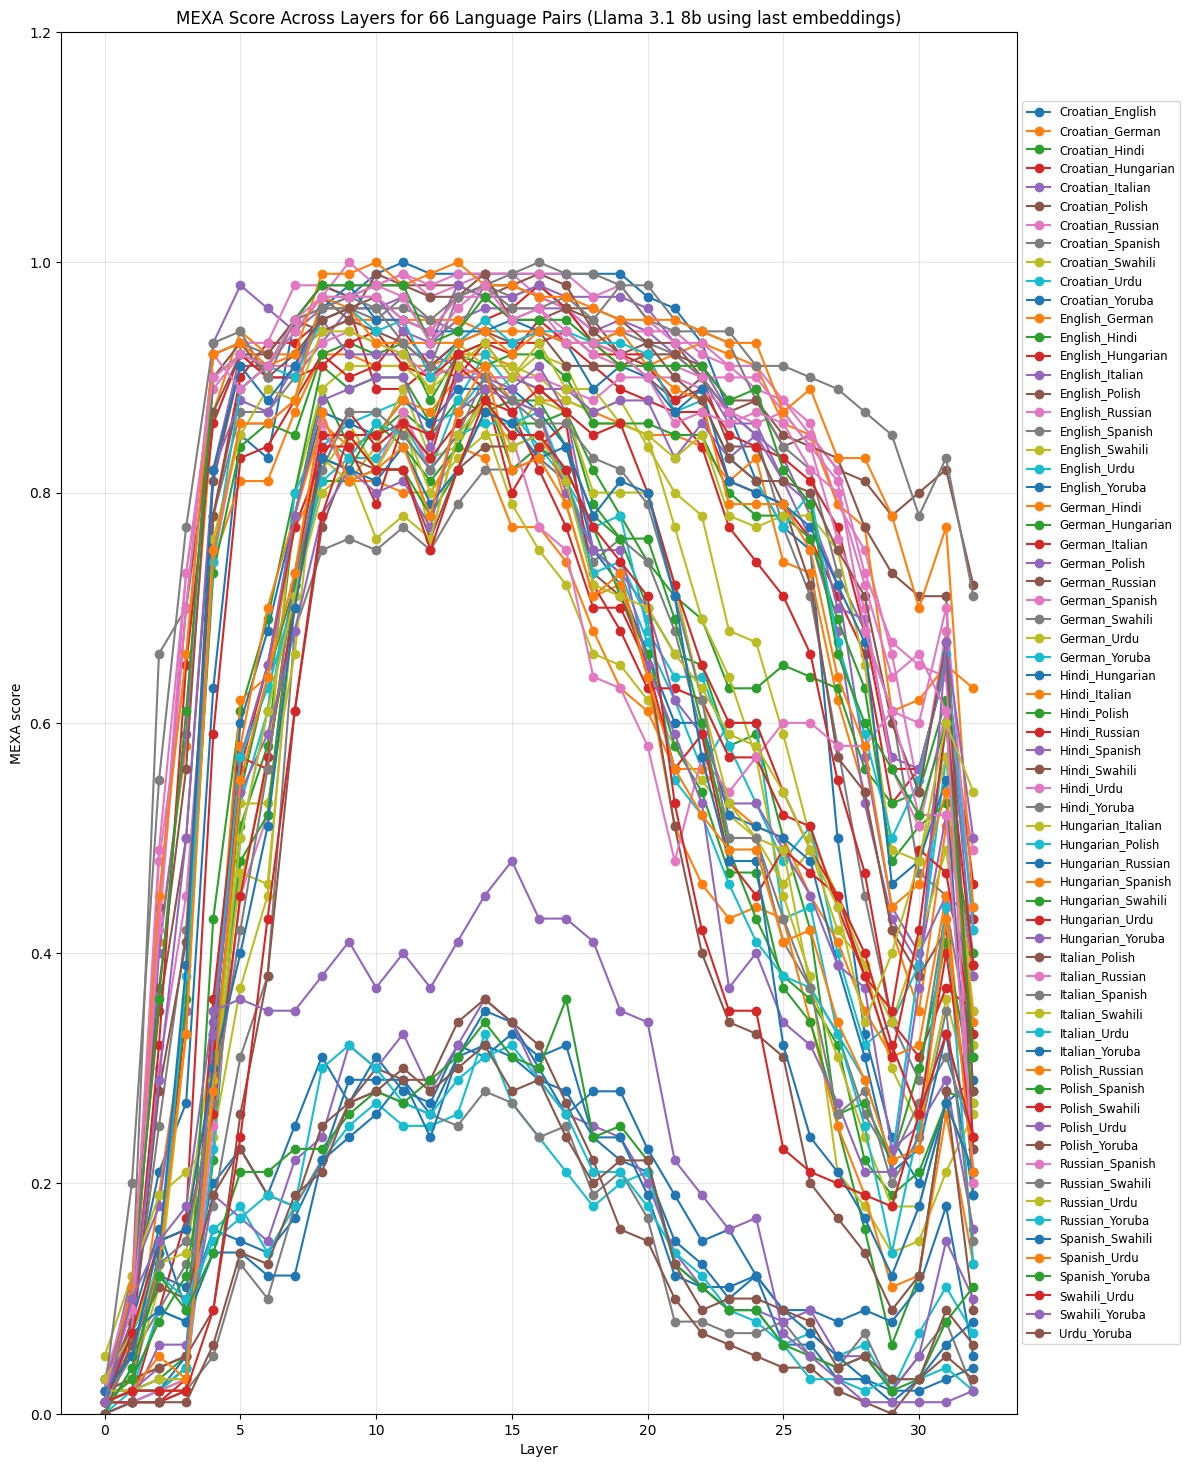 MEXA Score Across Layers for 66 Language Pairs (Llama 3.1 8b using last embeddings)
1.2
1.0
0.8
0.6
0.4
0.2
0.0
MEXA score
0 5 10 15 20 25 30
Layer
Croatian_English
Croatian_German
Croatian_Hindi
Croatian_Hungarian
Croatian_Italian
Croatian_Polish
Croatian_Russian
Croatian_Spanish
Croatian_Swahili
Croatian_Urdu
Croatian_Yoruba
English_German
English_Hindi
English_Hungarian
English_Italian
English_Polish
English_Russian
English_Spanish
English_Swahili
English_Urdu
English_Yoruba
German_Hindi
German_Hungarian
German_Italian
German_Polish
German_Russian
German_Spanish
German_Swahili
German_Urdu
German_Yoruba
Hindi_Hungarian
Hindi_Italian
Hindi_Polish
Hindi_Russian
Hindi_Spanish
Hindi_Swahili
Hindi_Urdu
Hindi_Yoruba
Hungarian_Italian
Hungarian_Polish
Hungarian_Russian
Hungarian_Spanish
Hungarian_Swahili
Hungarian_Urdu
Hungarian_Yoruba
Italian_Polish
Italian_Russian
Italian_Spanish
Italian_Swahili
Italian_Urdu
Italian_Yoruba
Polish_Russian
Polish_Spanish
Polish_Swahili
Polish_Urdu
Polish_Yoruba
Russian_Spanish
Russian_Swahili
Russian_Urdu
Russian_Yoruba
Spanish_Swahili
Spanish_Urdu
Spanish_Yoruba
Swahili_Urdu
Swahili_Yoruba
Urdu_Yoruba